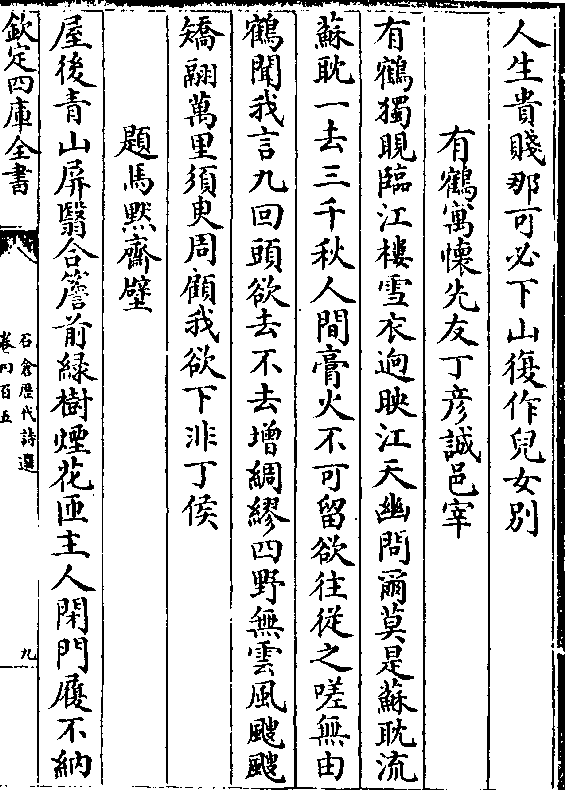 人生貴賤那可必下山復作兒女别
有鶴寓懐先友丁彦誠邑宰
有鶴獨睍臨江樓雪衣逈映江天幽問爾莫是蘇耽流
蘇耽一去三千秋人間膏火不可留欲往從之嗟無由
鶴聞我言九回頭欲去不去増綢繆四野無雲風颼颼
矯翮萬里須臾周顧我欲下非丁侯
題馬黙齋壁
屋後青山屏翳合簷前緑樹煙花匝主人閑門履不納
欽定四庫全書
石倉歴代詩選
卷四百五
九